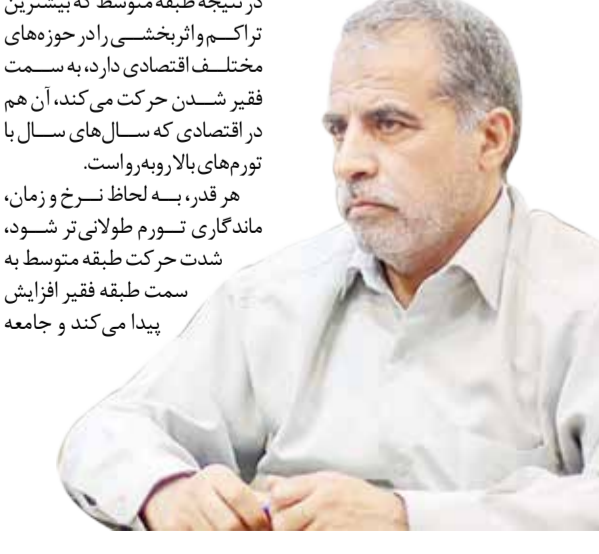 در نتیجه طبقه متوسط که بیشترین
تراکم و اثربخشی را در حوزه‌های
مختلف اقتصادی دارد، به سمت
فقیر شدن حرکت می‌کند، آن هم
در اقتصادی که سال‌های سال با
تورم‌های بالا روبه‌رو است.
هر قدر، به لحاظ نرخ و زمان،
ماندگاری تورم طولانی‌تر شود،
شدت حرکت طبقه متوسط به
سمت طبقه فقیر افزایش
پیدا می‌کند و جامعه